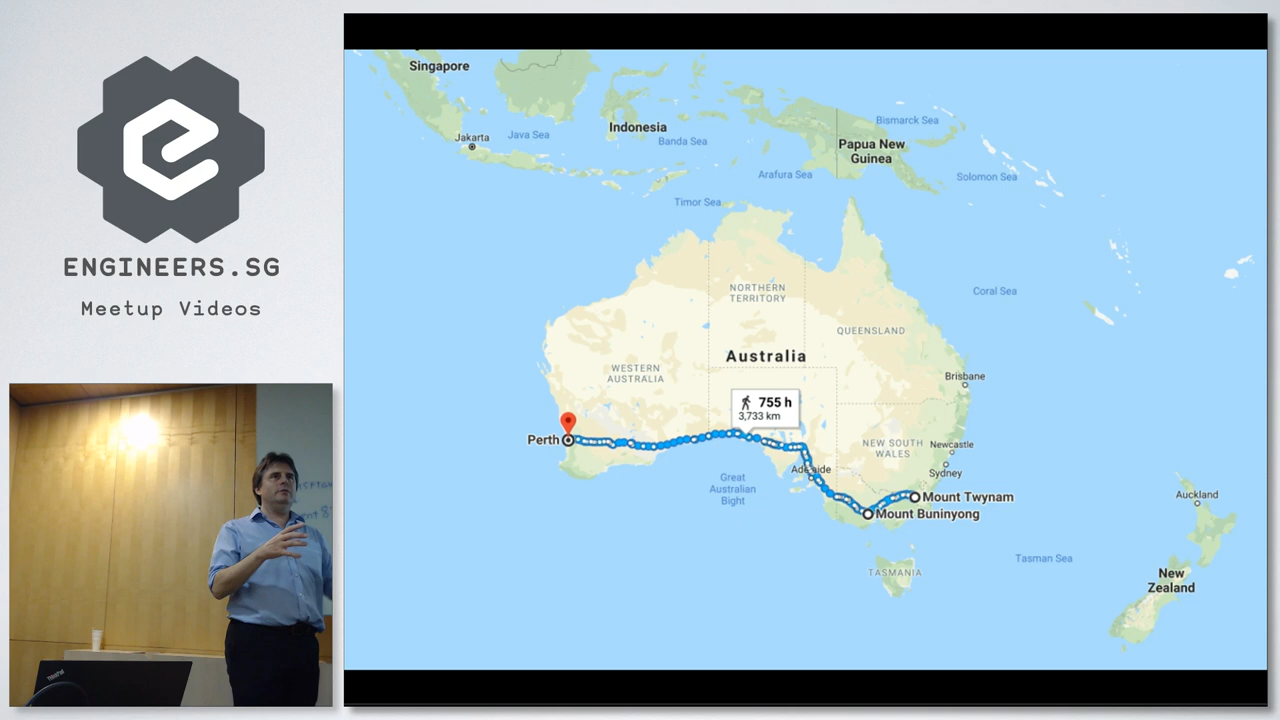 ENGINEERS.SG
Meetup Videos
ThinkPad
Singapore
Jakarta
Java Sea
Indonesia
Banda Sea
Bismarck Sea
Papua New
Guinea
Arafura Sea
Solomon Sea
Timor Sea
NORTHERN
TERRITORY
Coral Sea
QUEENSLAND
Australia
WESTERN
AUSTRALIA
Brisbane
755 h
3,733 km
Perth
NEW SOUTH
WALES
Newcastle
Sydney
Adelaide
Great
Australian
Bight
Mount Twynam
Mount Buninyong
Auckland
Tasman Sea
TASMANIA
New
Zealand